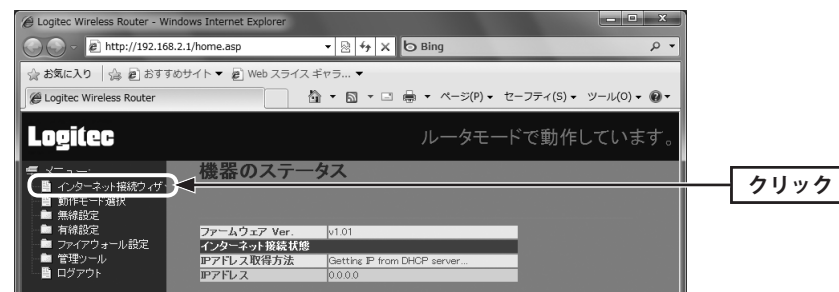 Logitec Wireless Router - Windows Internet Explorer
http://192.168.2.1/home.asp
Bing
お気に入り おすすめサイト Web スライス ギャラ...
Logitec Wireless Router
ページ(P) セーフティ(S) ツール(O)
Logitec
ルータモードで動作しています。
メニュー
機器のステータス
インターネット接続ウィザ
クリック
動作モード選択
無線設定
有線設定
ファイアウォール設定
管理ツール
ログアウト
ファームウェア Ver. v1.01
インターネット接続状態
IPアドレス取得方法 Getting IP from DHCP server...
IPアドレス 0.0.0.0